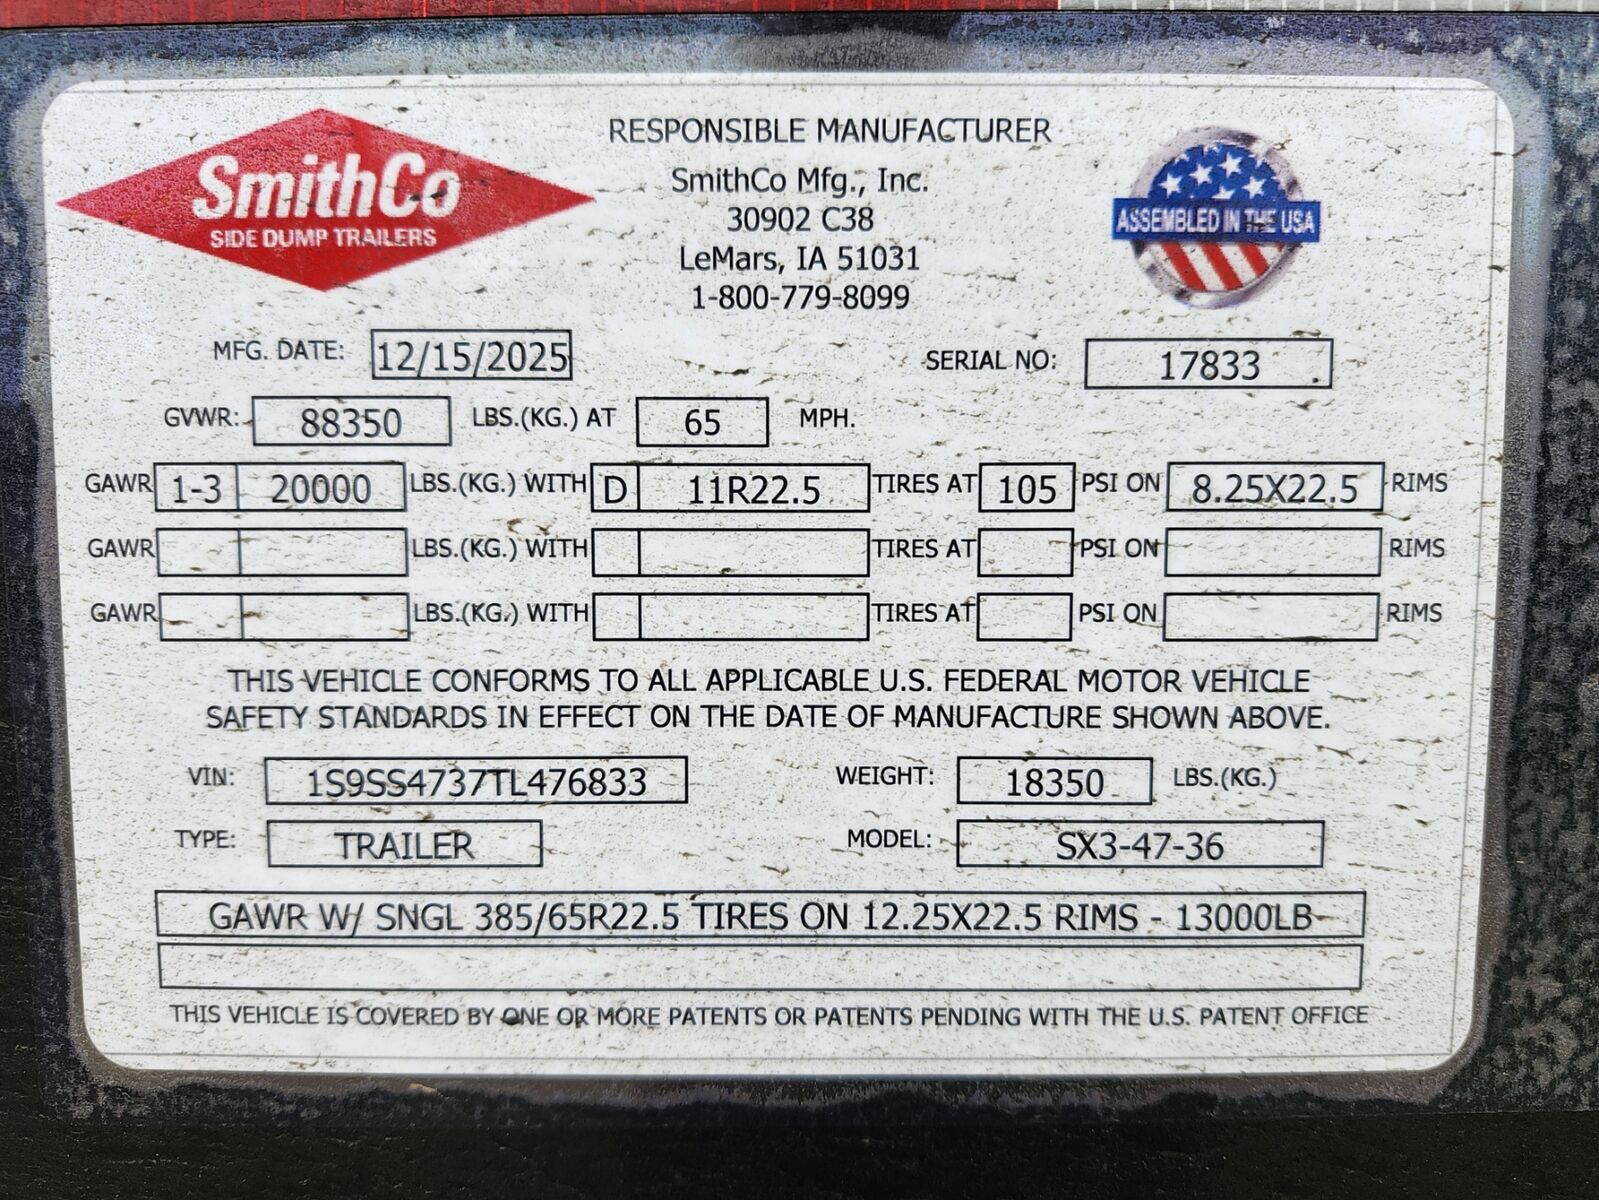 SmithCo
SIDE DUMP TRAILERS
RESPONSIBLE MANUFACTURER
SmithCo Mfg., Inc.
30902 C38
LeMars, IA 51031
1-800-779-8099
ASSEMBLED IN THE USA
MFG. DATE: 12/15/2025 SERIAL NO: 17833
GVWR: 88350 LBS.(KG.) AT 65 MPH.
GAWR 1-3 20000 LBS.(KG.) WITH D 11R22.5 TIRES AT 105 PSI ON 8.25X22.5 RIMS
GAWR LBS.(KG.) WITH TIRES AT PSI ON RIMS
GAWR LBS.(KG.) WITH TIRES AT PSI ON RIMS
THIS VEHICLE CONFORMS TO ALL APPLICABLE U.S. FEDERAL MOTOR VEHICLE
SAFETY STANDARDS IN EFFECT ON THE DATE OF MANUFACTURE SHOWN ABOVE.
VIN: 1S9SS4737TL476833 WEIGHT: 18350 LBS.(KG.)
TYPE: TRAILER MODEL: SX3-47-36
GAWR W/ SNGL 385/65R22.5 TIRES ON 12.25X22.5 RIMS - 13000LB
THIS VEHICLE IS COVERED BY ONE OR MORE PATENTS OR PATENTS PENDING WITH THE U.S. PATENT OFFICE